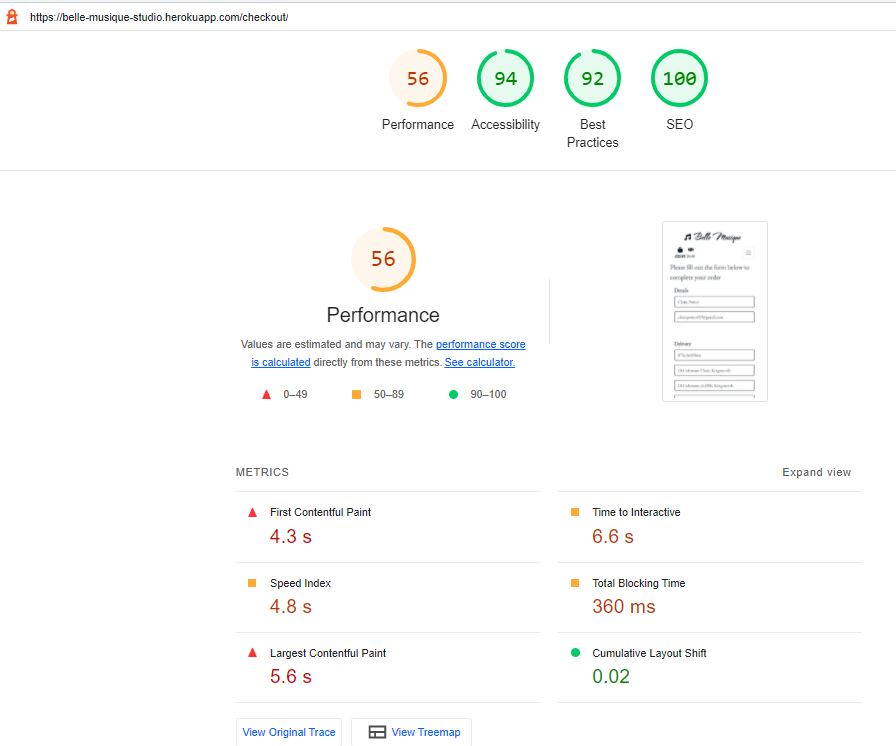 https://belle-musique-studio.herokuapp.com/checkout/
56
94
92
100
Performance
Accessibility
Best
Practices
SEO
56
Performance
Values are estimated and may vary. The performance score
is calculated directly from these metrics. See calculator.
0–49
50–89
90–100
Belle Musique
Please fill out the form below to
complete your order
Details
Delivery
METRICS
Expand view
First Contentful Paint
4.3 s
Time to Interactive
6.6 s
Speed Index
4.8 s
Total Blocking Time
360 ms
Largest Contentful Paint
5.6 s
Cumulative Layout Shift
0.02
View Original Trace
View Treemap